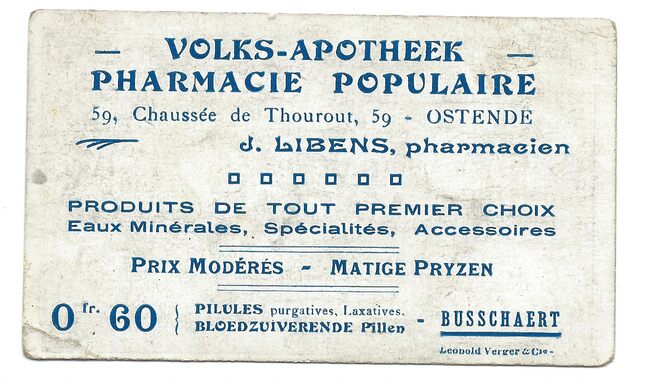 — VOLKS-APOTHEEK —
PHARMACIE POPULAIRE
59, Chaussée de Thourout, 59 - OSTENDE
J. LIBENS, pharmacien
PRODUITS DE TOUT PREMIER CHOIX
Eaux Minérales, Spécialités, Accessoires
PRIX MODÉRÉS - MATIGE PRYZEN
0 fr. 60 { PILULES purgatives, Laxatives. - BUSSCHAERT
BLOEDZUIVERENDE Pillen
Leopold Verger & Cie -